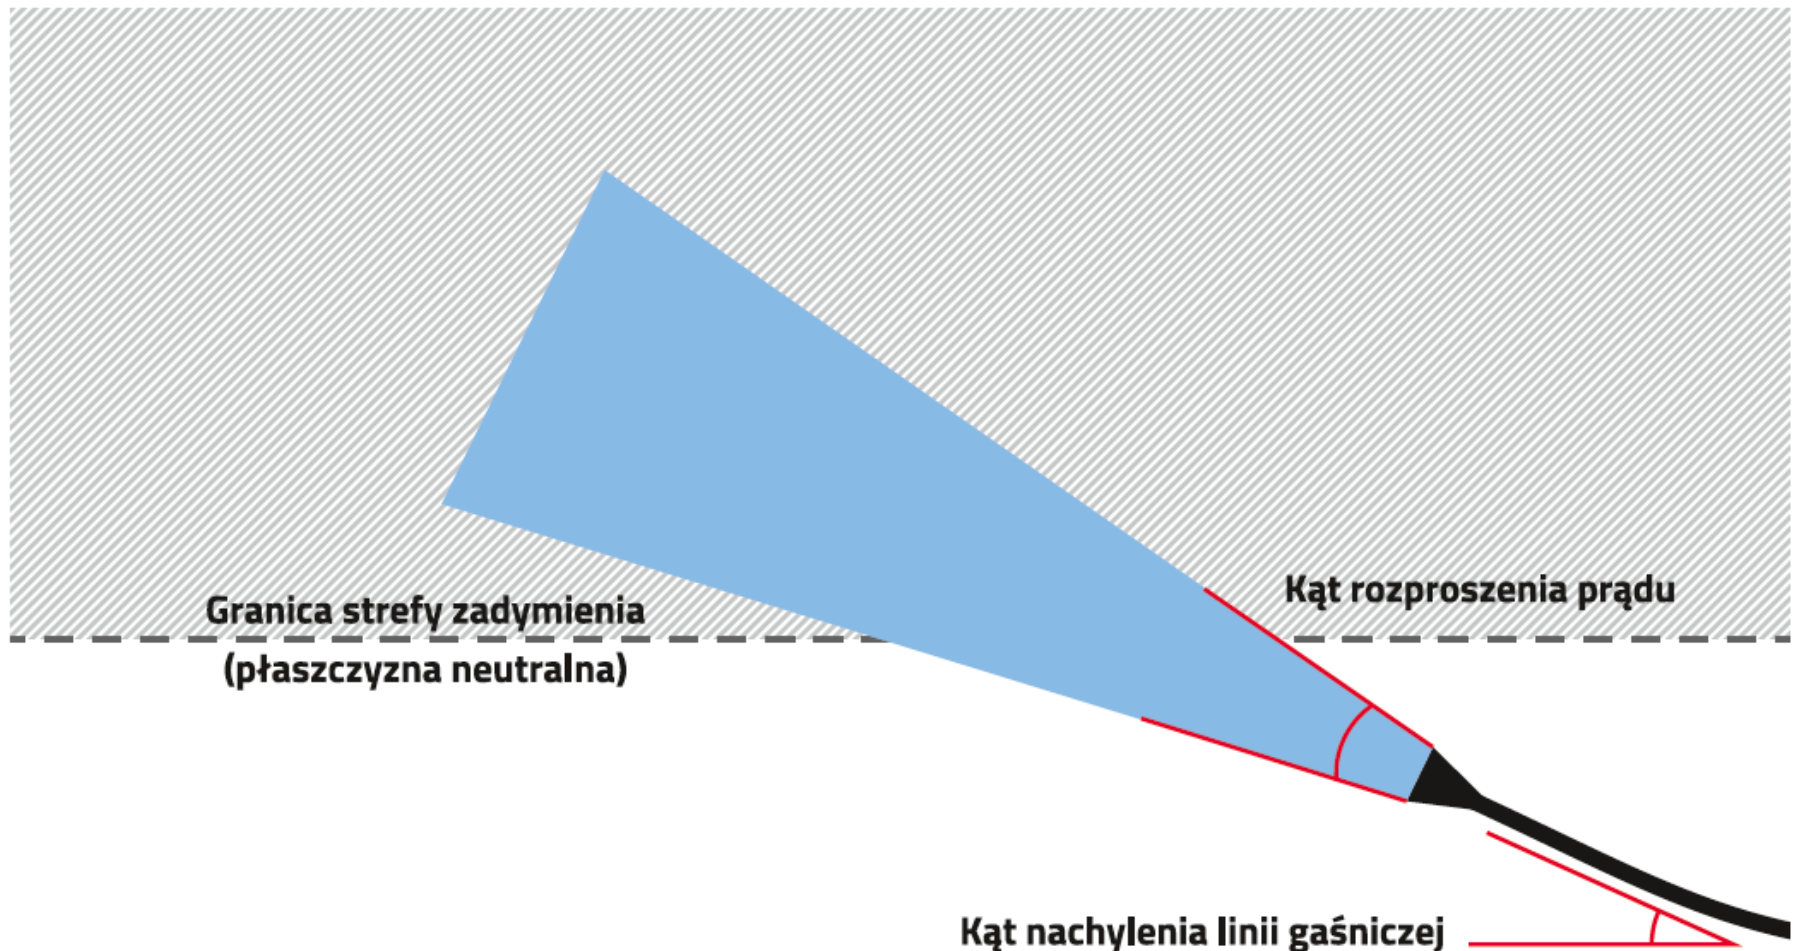 Kąt rozproszenia prądu
Granica strefy zadymienia
(płaszczyzna neutralna)
Kąt nachylenia linii gaśniczej